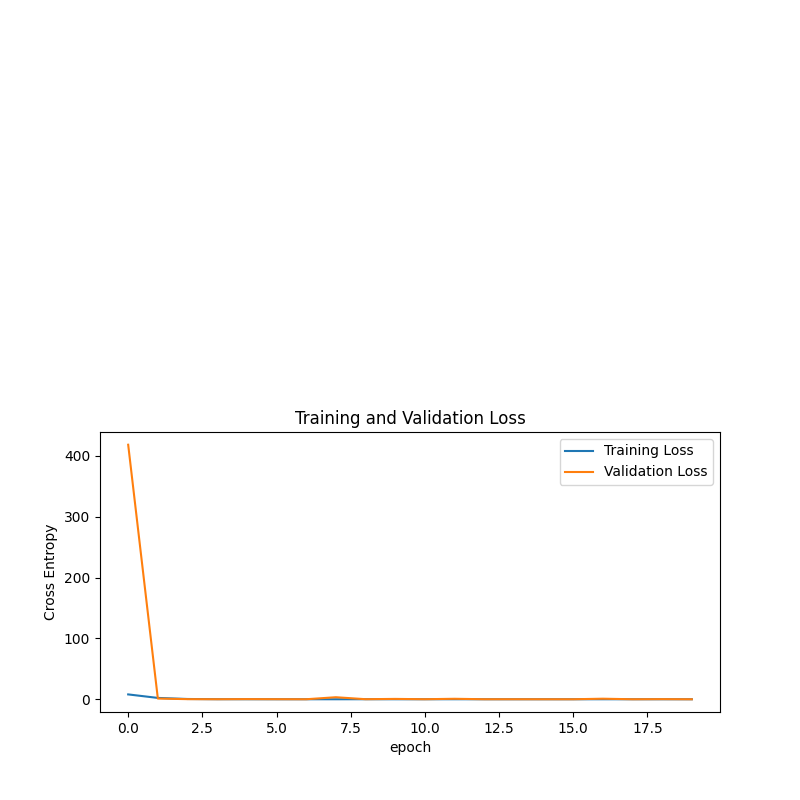 Training and Validation Loss
Training Loss
Validation Loss
Cross Entropy
400
300
200
100
0
0.0 2.5 5.0 7.5 10.0 12.5 15.0 17.5
epoch